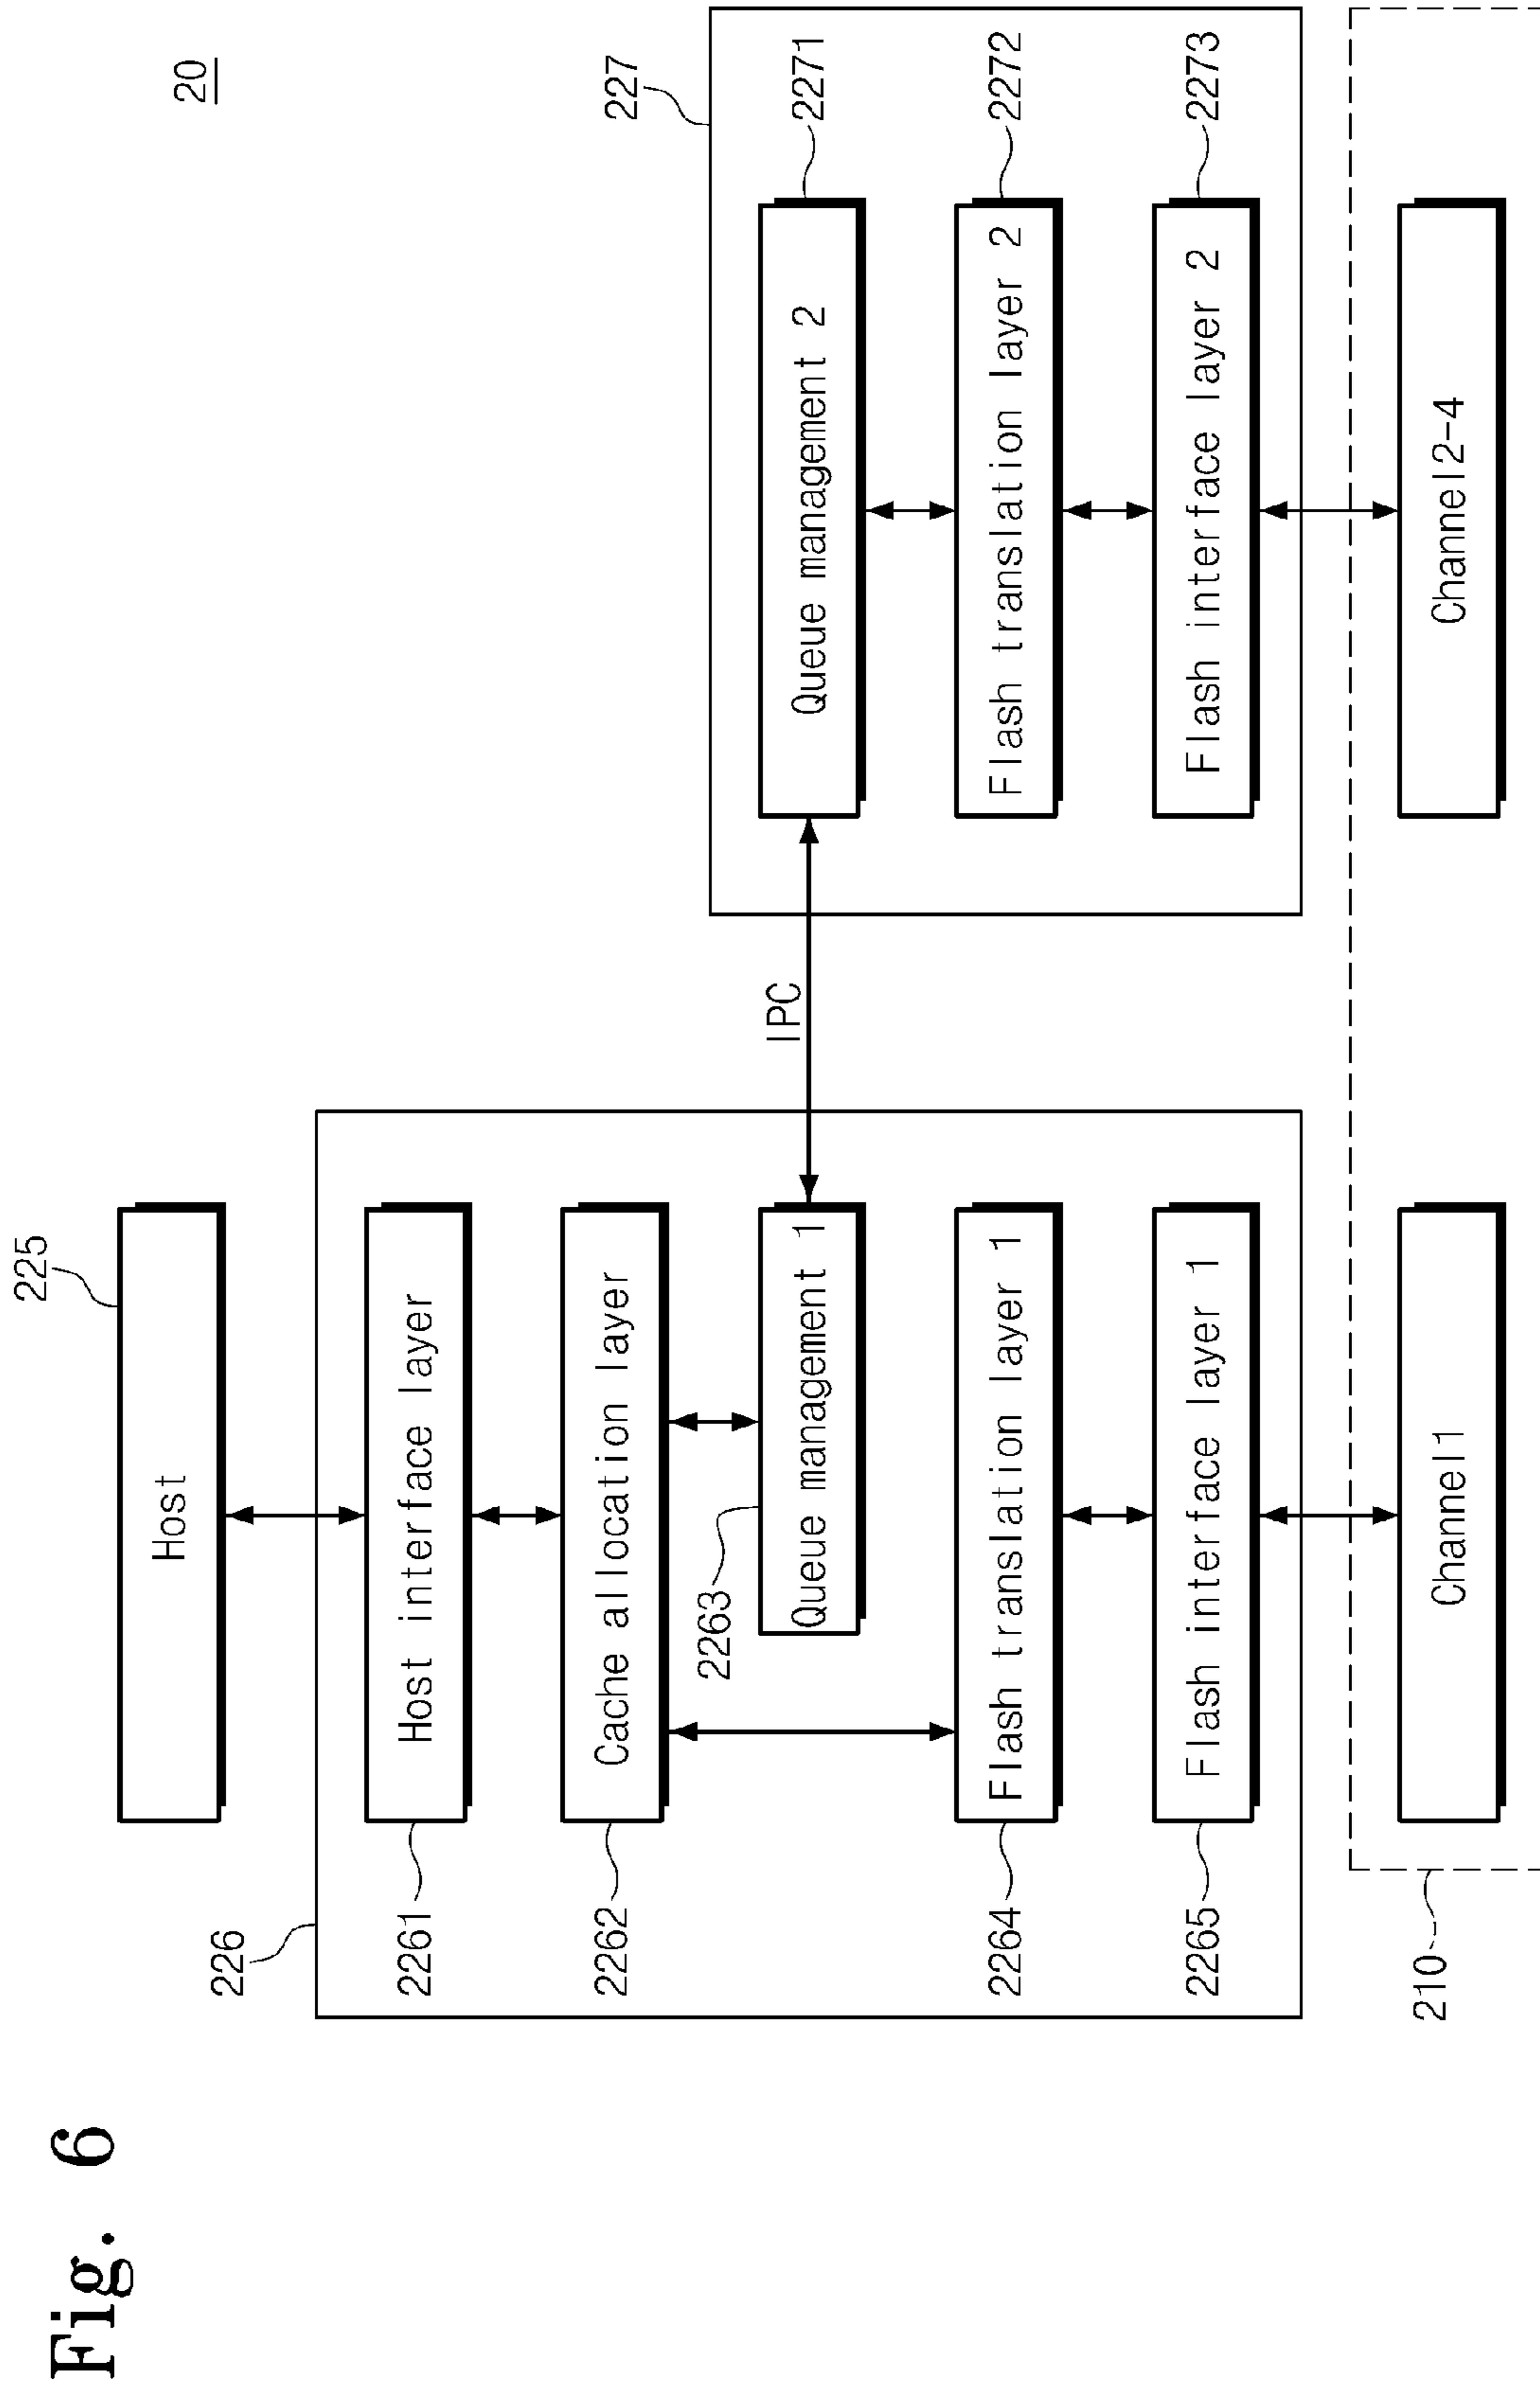 Fig. 6
20
225
Host
226
227
2261
Host interface layer
2262
Cache allocation layer
2263
Queue management 1
IPC
Queue management 2
2271
2264
Flash translation layer 1
Flash translation layer 2
2272
2265
Flash interface layer 1
Flash interface layer 2
2273
210
Channel1
Channel2-4